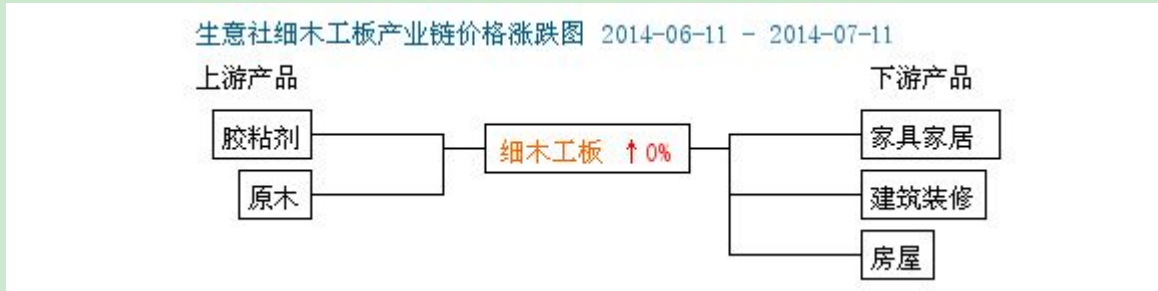 生意社细木工板产业链价格涨跌图 2014-06-11 - 2014-07-11
上游产品 下游产品
胶粘剂 细木工板 ↑0% 家具家居
原木 建筑装修
房屋